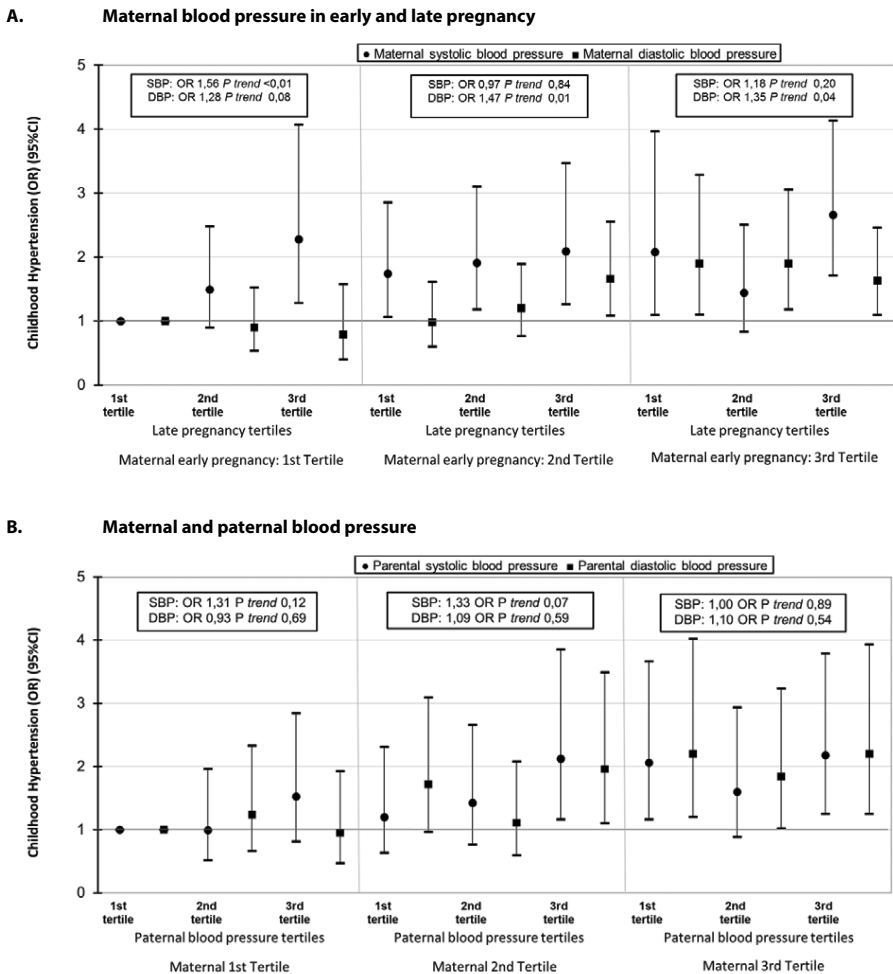 A. Maternal blood pressure in early and late pregnancy
● Maternal systolic blood pressure ■ Maternal diastolic blood pressure
Childhood Hypertension (OR) (95%CI)
5
4
3
2
1
0
SBP: OR 1,56 P trend <0,01
DBP: OR 1,28 P trend 0,08
SBP: OR 0,97 P trend 0,84
DBP: OR 1,47 P trend 0,01
SBP: OR 1,18 P trend 0,20
DBP: OR 1,35 P trend 0,04
1st tertile 2nd tertile 3rd tertile 1st tertile 2nd tertile 3rd tertile 1st tertile 2nd tertile 3rd tertile
Late pregnancy tertiles Late pregnancy tertiles Late pregnancy tertiles
Maternal early pregnancy: 1st Tertile Maternal early pregnancy: 2nd Tertile Maternal early pregnancy: 3rd Tertile
B. Maternal and paternal blood pressure
● Parental systolic blood pressure ■ Parental diastolic blood pressure
Childhood Hypertension (OR) (95%CI)
5
4
3
2
1
0
SBP: OR 1,31 P trend 0,12
DBP: OR 0,93 P trend 0,69
SBP: 1,33 OR P trend 0,07
DBP: 1,09 OR P trend 0,59
SBP: 1,00 OR P trend 0,89
DBP: 1,10 OR P trend 0,54
1st tertile 2nd tertile 3rd tertile 1st tertile 2nd tertile 3rd tertile 1st tertile 2nd tertile 3rd tertile
Paternal blood pressure tertiles Paternal blood pressure tertiles Paternal blood pressure tertiles
Maternal 1st Tertile Maternal 2nd Tertile Maternal 3rd Tertile